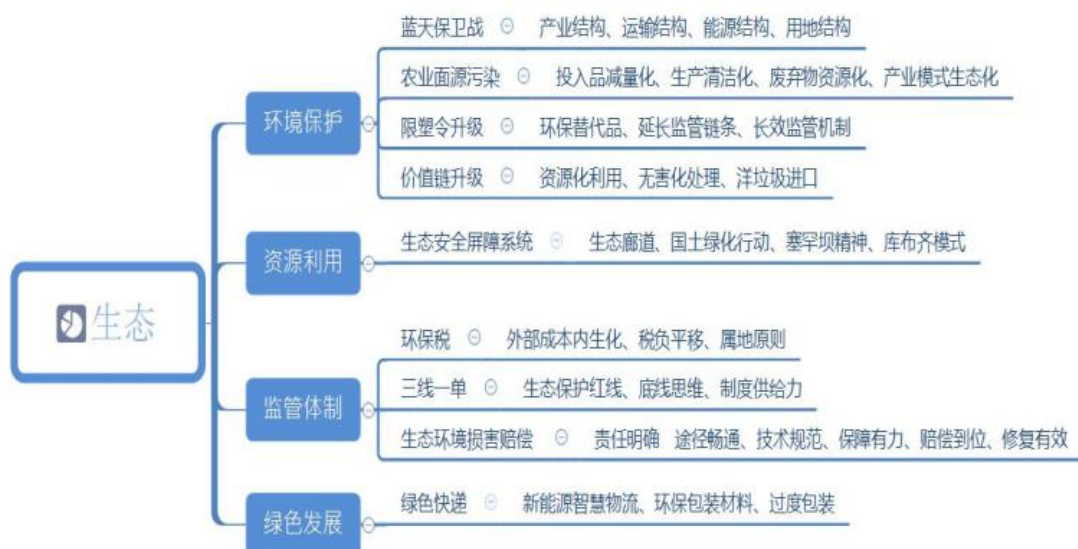 生态
环境保护
蓝天保卫战 产业结构、运输结构、能源结构、用地结构
农业面源污染 投入品减量化、生产清洁化、废弃物资源化、产业模式生态化
限塑令升级 环保替代品、延长监管链条、长效监管机制
价值链升级 资源化利用、无害化处理、洋垃圾进口
资源利用
生态安全屏障系统 生态廊道、国土绿化行动、塞罕坝精神、库布齐模式
监管体制
环保税 外部成本内生化、税负平移、属地原则
三线一单 生态保护红线、底线思维、制度供给力
生态环境损害赔偿 责任明确 途径畅通、技术规范、保障有力、赔偿到位、修复有效
绿色发展
绿色快递 新能源智慧物流、环保包装材料、过度包装